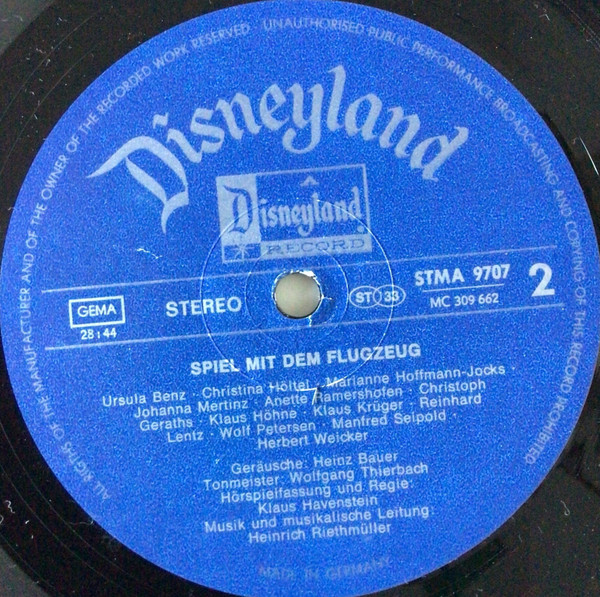 ALL RIGTHS OF THE MANUFACTURER AND OF THE OWNER OF THE RECORDED WORK RESERVED UNAUTHORISED PUBLIC PERFORMANCE BROADCASTING AND COPYING OF THIS RECORD PROHIBITED
Disneyland
Disneyland
RECORD
GEMA
28:44
STEREO
ST 33
STMA 9707
MC 309 662
2
SPIEL MIT DEM FLUGZEUG
Ursula Benz · Christina Höltel · Marianne Hoffmann-Jocks ·
Johanna Mertinz · Anette Ramershofen · Christoph
Geraths · Klaus Höhne · Klaus Krüger · Reinhard
Lentz · Wolf Petersen · Manfred Seipold ·
Herbert Weicker
Geräusche: Heinz Bauer
Tonmeister: Wolfgang Thierbach
Hörspielfassung und Regie:
Klaus Havenstein
Musik und musikalische Leitung:
Heinrich Riethmüller
MADE IN GERMANY